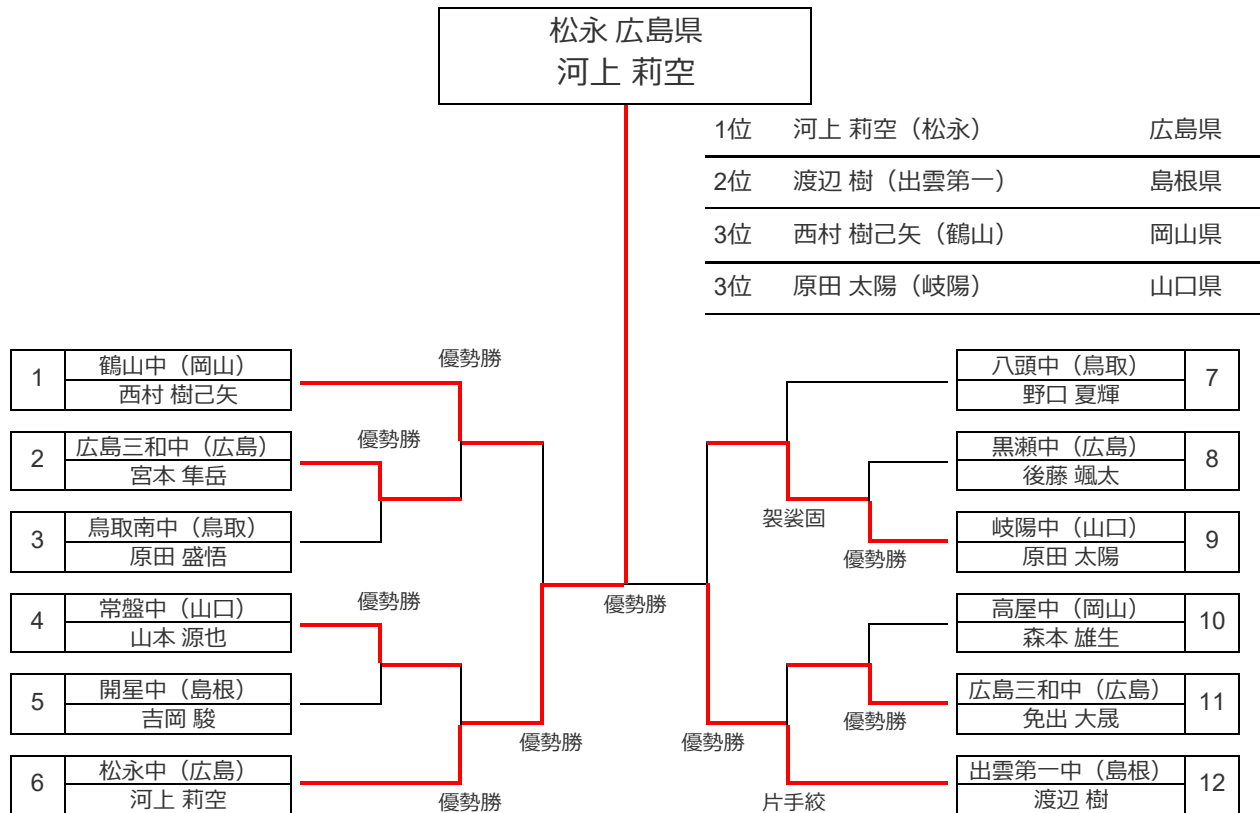 松永 広島県
河上 莉空
1位 河上 莉空（松永） 広島県
2位 渡辺 樹（出雲第一） 島根県
3位 西村 樹己矢（鶴山） 岡山県
3位 原田 太陽（岐陽） 山口県
1 鶴山中（岡山）
西村 樹己矢
優勢勝
2 広島三和中（広島）
宮本 隼岳
優勢勝
3 鳥取南中（鳥取）
原田 盛悟
4 常盤中（山口）
山本 源也
優勢勝
5 開星中（島根）
吉岡 駿
優勢勝
6 松永中（広島）
河上 莉空
優勢勝
優勢勝
八頭中（鳥取） 7
野口 夏輝
黒瀬中（広島） 8
後藤 颯太
袈裟固
岐陽中（山口） 9
原田 太陽
優勢勝
高屋中（岡山） 10
森本 雄生
広島三和中（広島） 11
免出 大晟
優勢勝
優勢勝
出雲第一中（島根） 12
渡辺 樹
片手絞